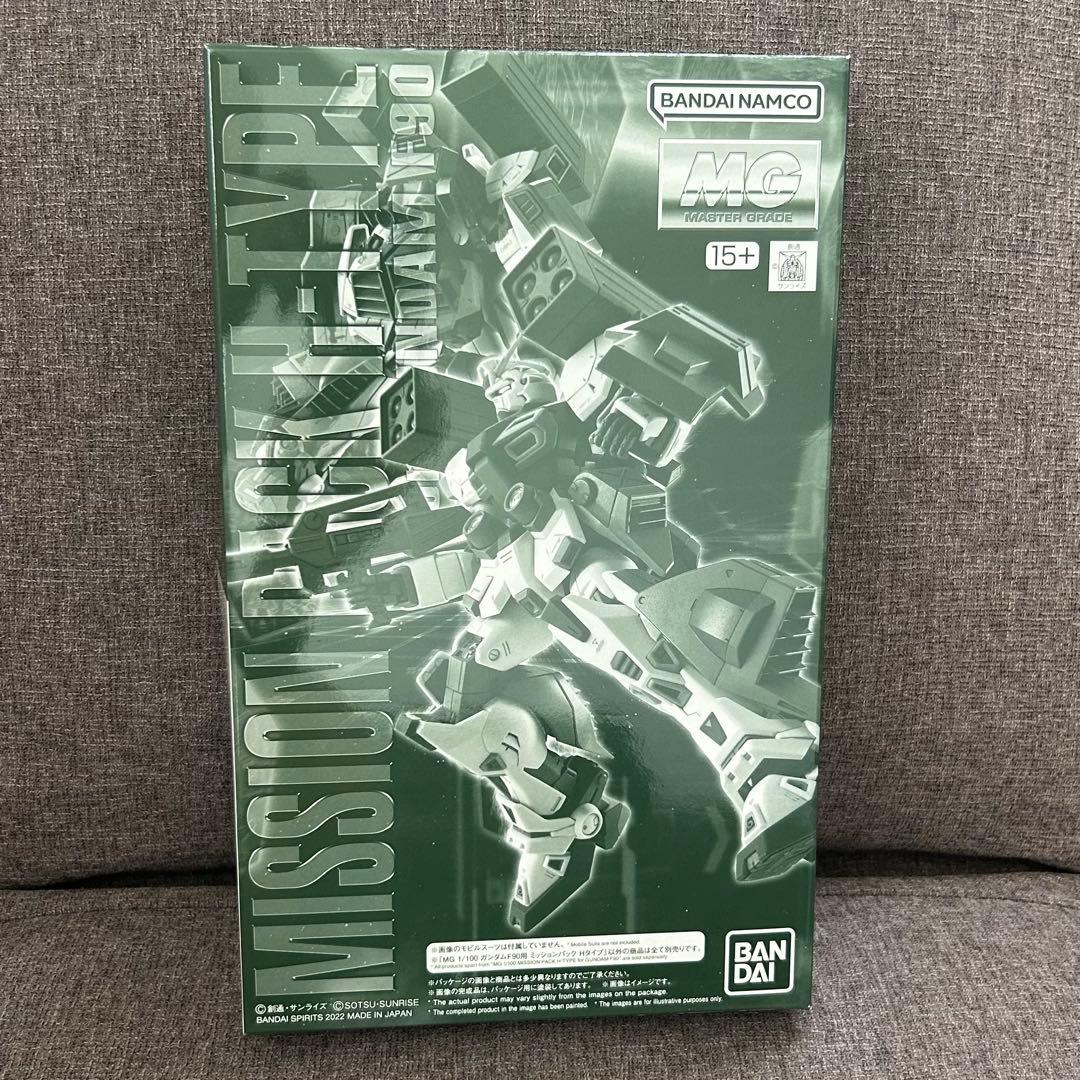 MISSION PACK H-TYPE
GUNDAM F90
BANDAI NAMCO
MG
MASTER GRADE
15+
創通
©
サンライズ
※画像のモビルスーツは付属していません。 * Mobile Suits are not included.
※「MG 1/100 ガンダムF90用 ミッションパック Hタイプ」以外の商品は全て別売りです。
* All products apart from "MG 1/100 MISSION PACK H TYPE for GUNDAM F90" are sold separately.
※パッケージの画像と商品とは多少異なりますのでご了承ください。
※画像の完成品は、パッケージ用に塗装してあります。 ※画像はイメージです。
* The actual product may vary slightly from the images on the package.
* The completed product in the image has been painted. * The images are for illustrative purposes only.
BAN
DAI
©創通・サンライズ ©SOTSU・SUNRISE
BANDAI SPIRITS 2022 MADE IN JAPAN